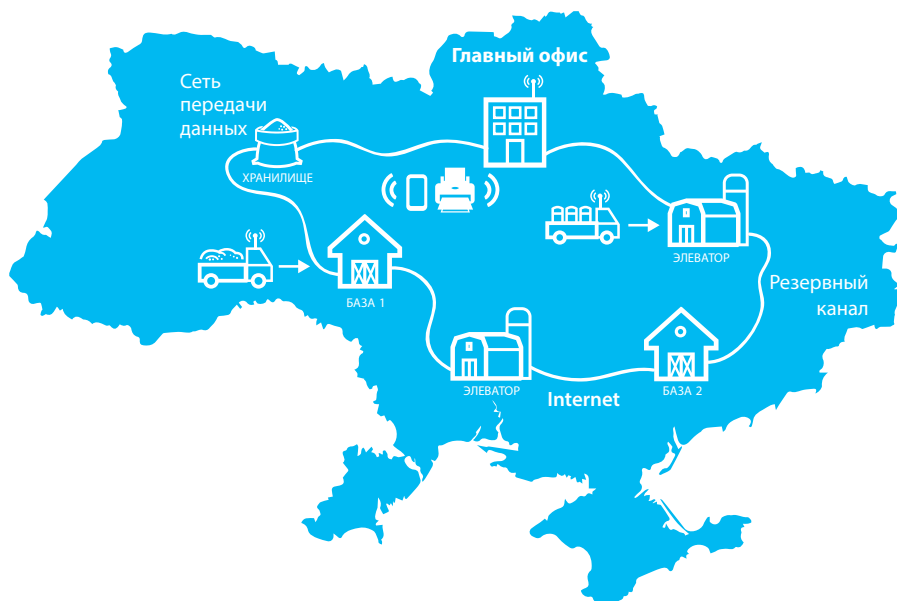 Главный офис
Сеть
передачи
данных
ХРАНИЛИЩЕ
ЭЛЕВАТОР
Резервный
канал
БАЗА 1
ЭЛЕВАТОР
Internet
БАЗА 2